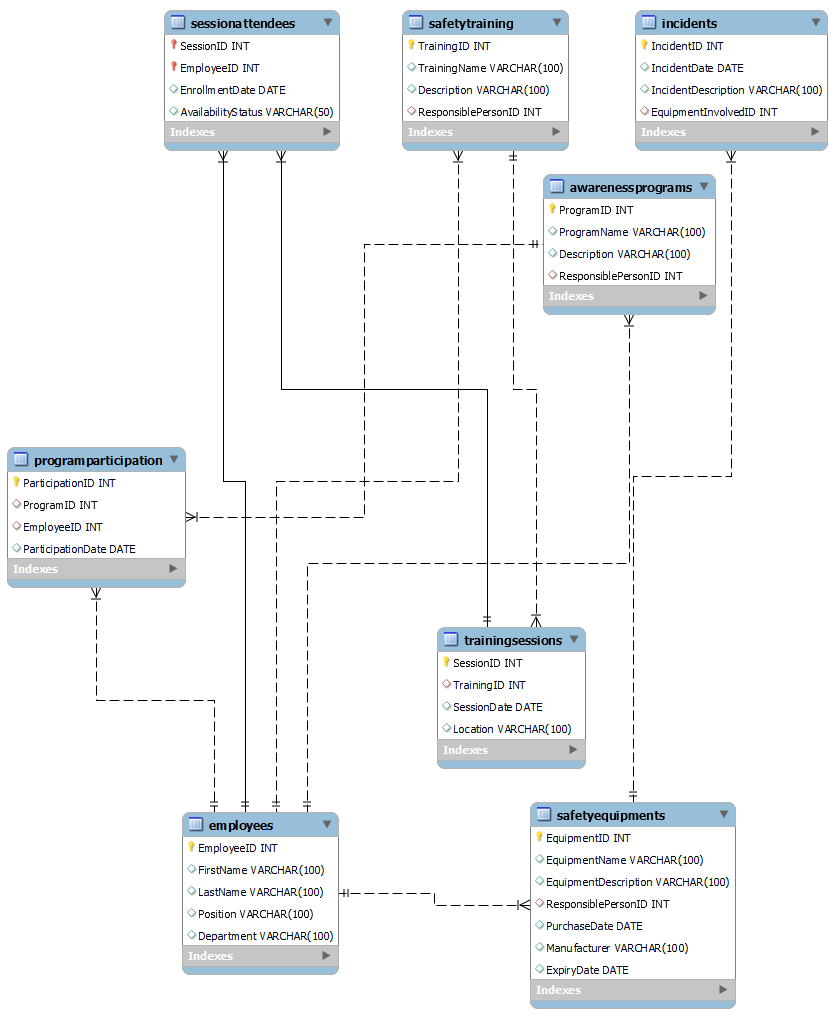 sessionattendees
SessionID INT
EmployeeID INT
EnrollmentDate DATE
AvailabilityStatus VARCHAR(50)
Indexes
safetytraining
TrainingID INT
TrainingName VARCHAR(100)
Description VARCHAR(100)
ResponsiblePersonID INT
Indexes
incidents
IncidentID INT
IncidentDate DATE
IncidentDescription VARCHAR(100)
EquipmentInvolvedID INT
Indexes
awarenessprograms
ProgramID INT
ProgramName VARCHAR(100)
Description VARCHAR(100)
ResponsiblePersonID INT
Indexes
programparticipation
ParticipationID INT
ProgramID INT
EmployeeID INT
ParticipationDate DATE
Indexes
trainingsessions
SessionID INT
TrainingID INT
SessionDate DATE
Location VARCHAR(100)
Indexes
employees
EmployeeID INT
FirstName VARCHAR(100)
LastName VARCHAR(100)
Position VARCHAR(100)
Department VARCHAR(100)
Indexes
safetyequipments
EquipmentID INT
EquipmentName VARCHAR(100)
EquipmentDescription VARCHAR(100)
ResponsiblePersonID INT
PurchaseDate DATE
Manufacturer VARCHAR(100)
ExpiryDate DATE
Indexes